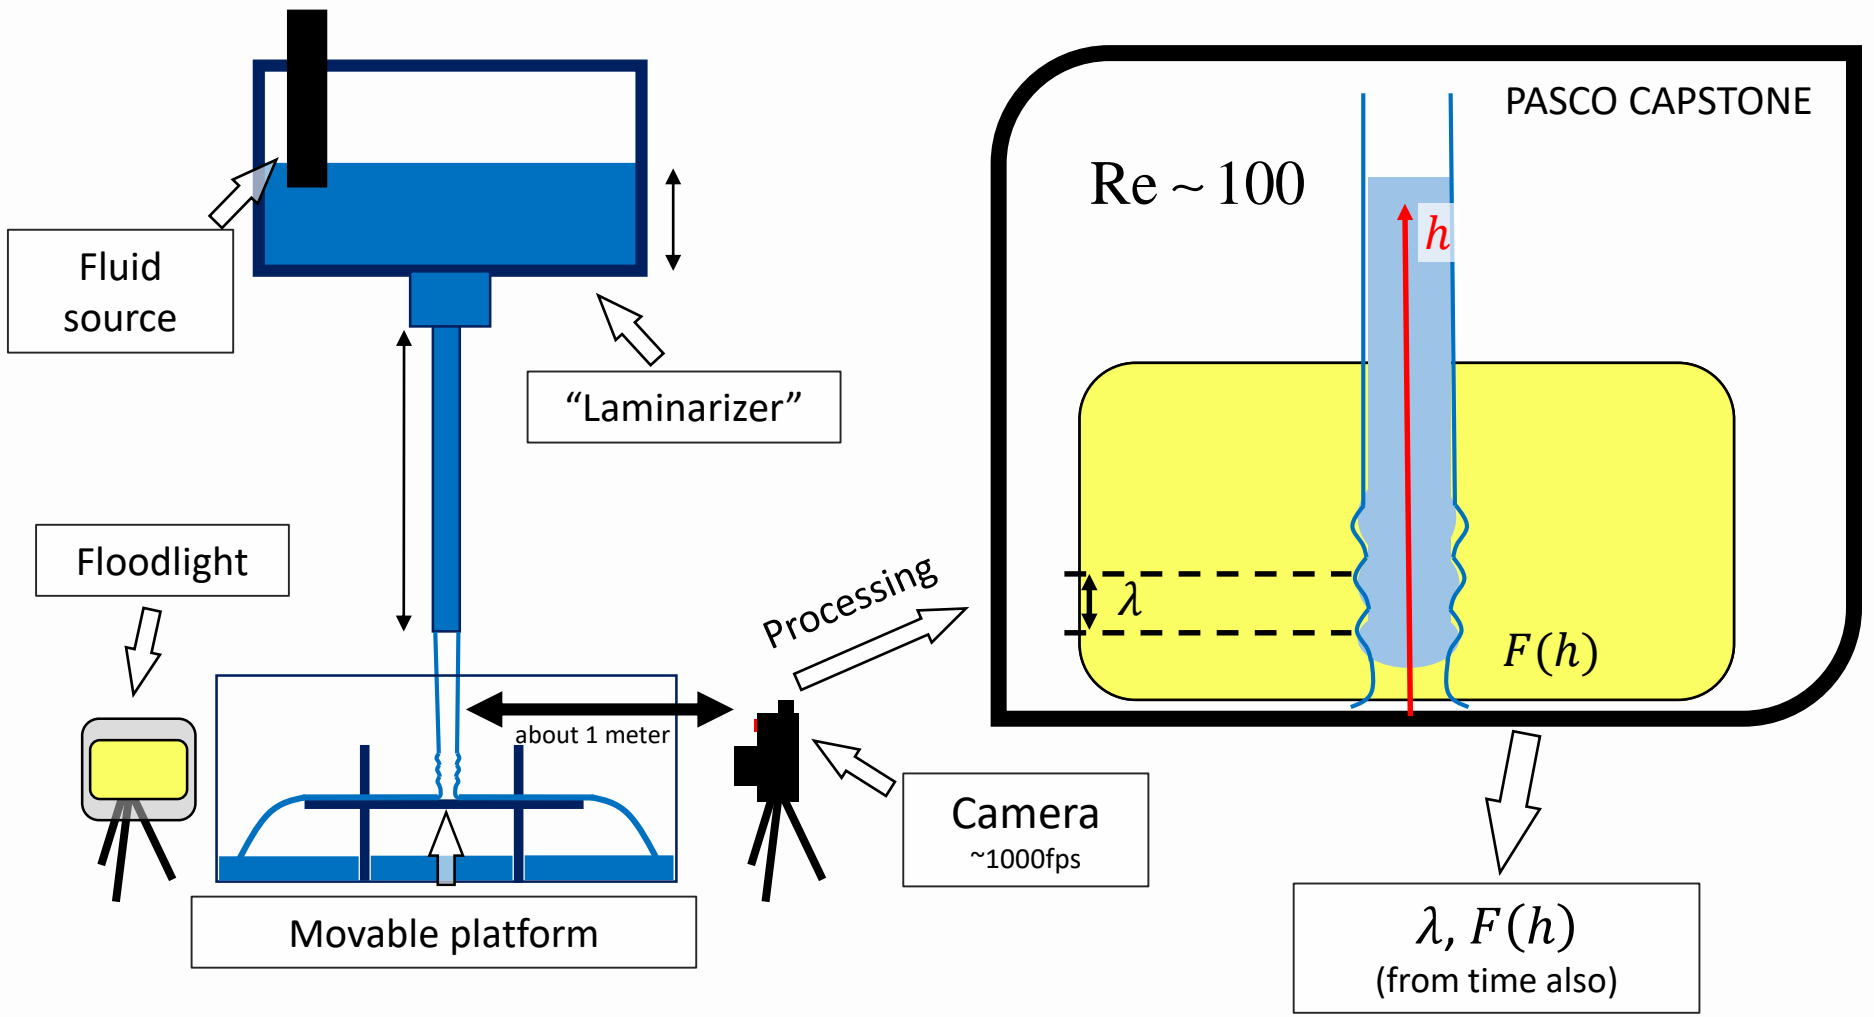 Fluid
source
“Laminarizer”
Floodlight
about 1 meter
Movable platform
Camera
~1000fps
Processing
PASCO CAPSTONE
Re ~ 100
h
λ
F(h)
λ, F(h)
(from time also)